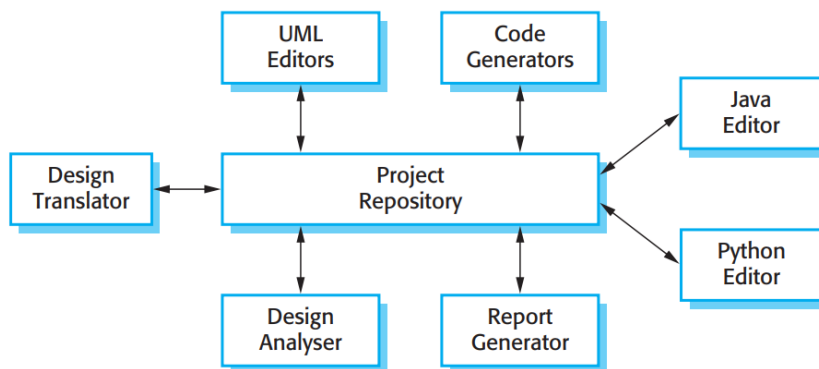 UML
Editors
Code
Generators
Java
Editor
Design
Translator
Project
Repository
Python
Editor
Design
Analyser
Report
Generator